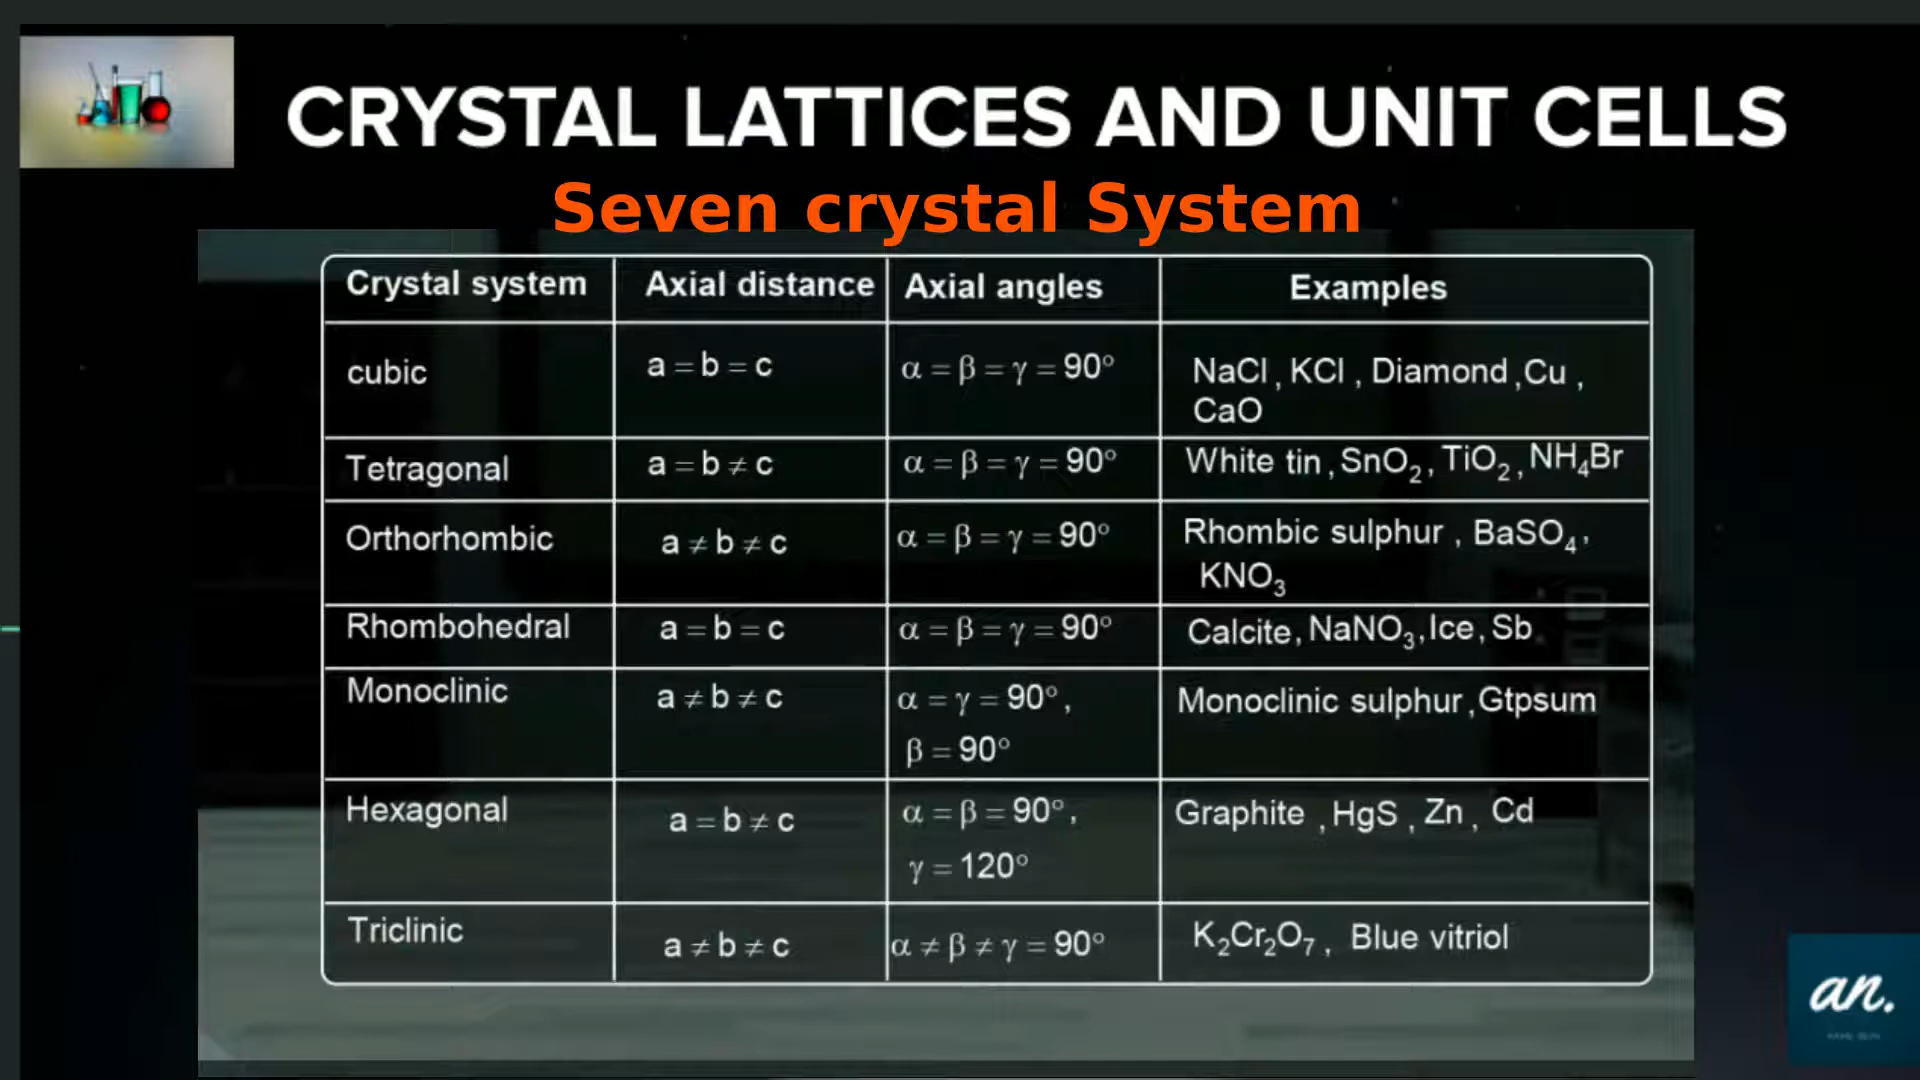 CRYSTAL LATTICES AND UNIT CELLS
Seven crystal System
Crystal system Axial distance Axial angles Examples
cubic a = b = c α = β = γ = 90° NaCl , KCl , Diamond ,Cu ,
CaO
Tetragonal a = b ≠ c α = β = γ = 90° White tin , SnO₂ , TiO₂ , NH₄Br
Orthorhombic a ≠ b ≠ c α = β = γ = 90° Rhombic sulphur , BaSO₄ ,
KNO₃
Rhombohedral a = b = c α = β = γ = 90° Calcite, NaNO₃, Ice, Sb
Monoclinic a ≠ b ≠ c α = γ = 90° , Monoclinic sulphur ,Gtpsum
β = 90°
Hexagonal a = b ≠ c α = β = 90° , Graphite , HgS , Zn , Cd
γ = 120°
Triclinic a ≠ b ≠ c α ≠ β ≠ γ = 90° K₂Cr₂O₇ , Blue vitriol
an.